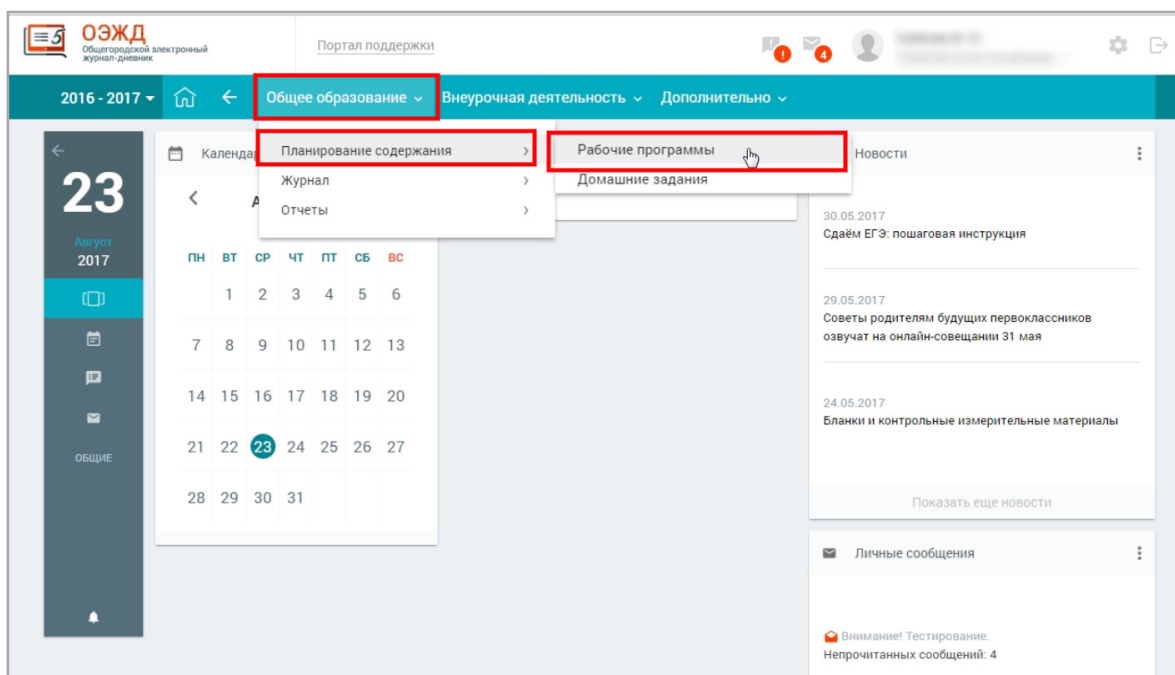 ОЭЖД
Общегородской электронный
журнал-дневник
Портал поддержки
4
2016 - 2017
Общее образование
Внеурочная деятельность
Дополнительно
Планирование содержания
Журнал
Отчеты
Рабочие программы
Домашние задания
23
Август
2017
ОБЩИЕ
Календар
А
ПН ВТ СР ЧТ ПТ СБ ВС
1 2 3 4 5 6
7 8 9 10 11 12 13
14 15 16 17 18 19 20
21 22 23 24 25 26 27
28 29 30 31
Новости
30.05.2017
Сдаём ЕГЭ: пошаговая инструкция
29.05.2017
Советы родителям будущих первоклассников
озвучат на онлайн-совещании 31 мая
24.05.2017
Бланки и контрольные измерительные материалы
Показать еще новости
Личные сообщения
Внимание! Тестирование.
Непрочитанных сообщений: 4